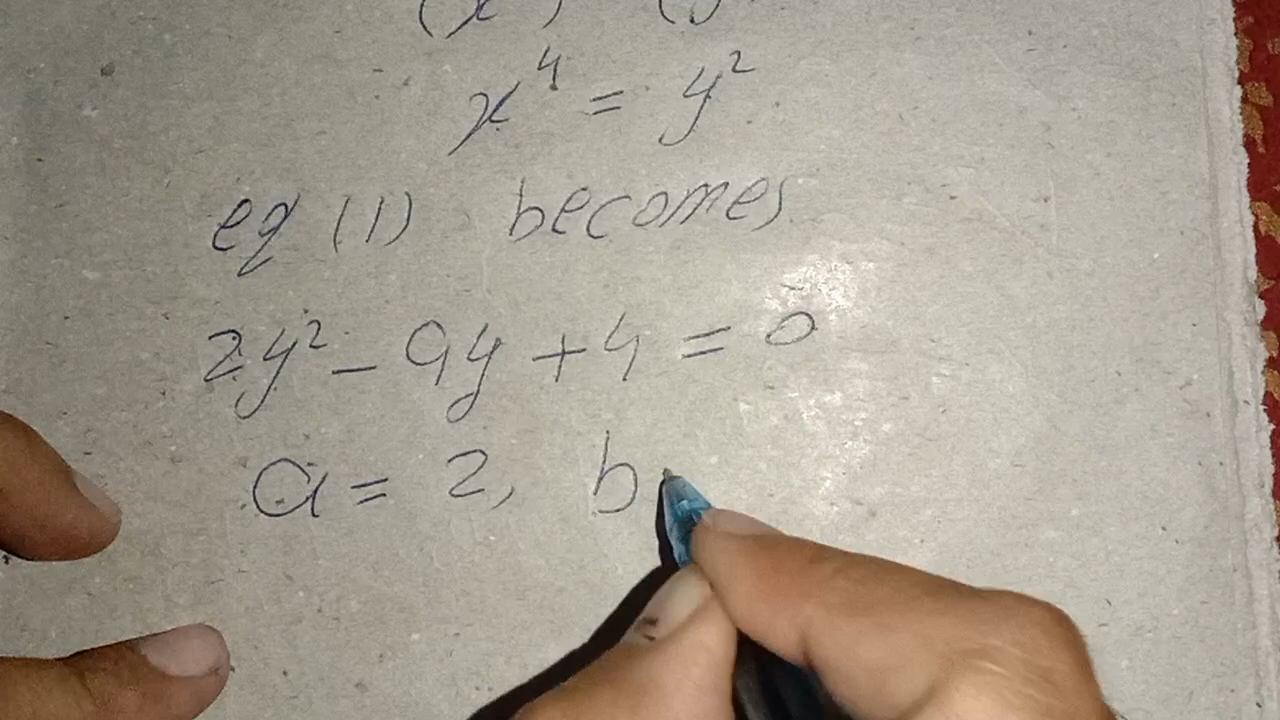 (x ) (y
x⁴ = y²
eq (1) becomes
2y² - 9y + 4 = 0
a = 2, b